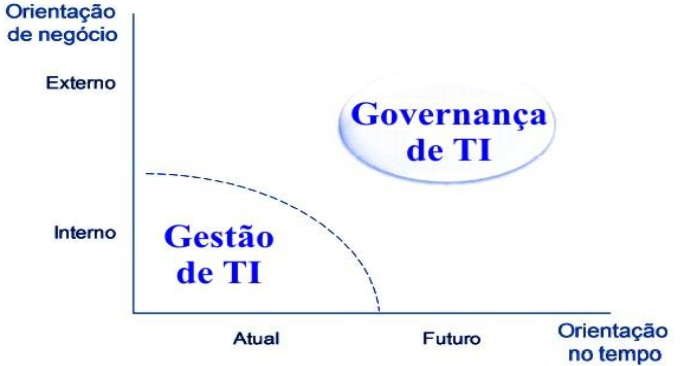 Orientação
de negócio
Externo
Governança
de TI
Interno
Gestão
de TI
Atual
Futuro
Orientação
no tempo